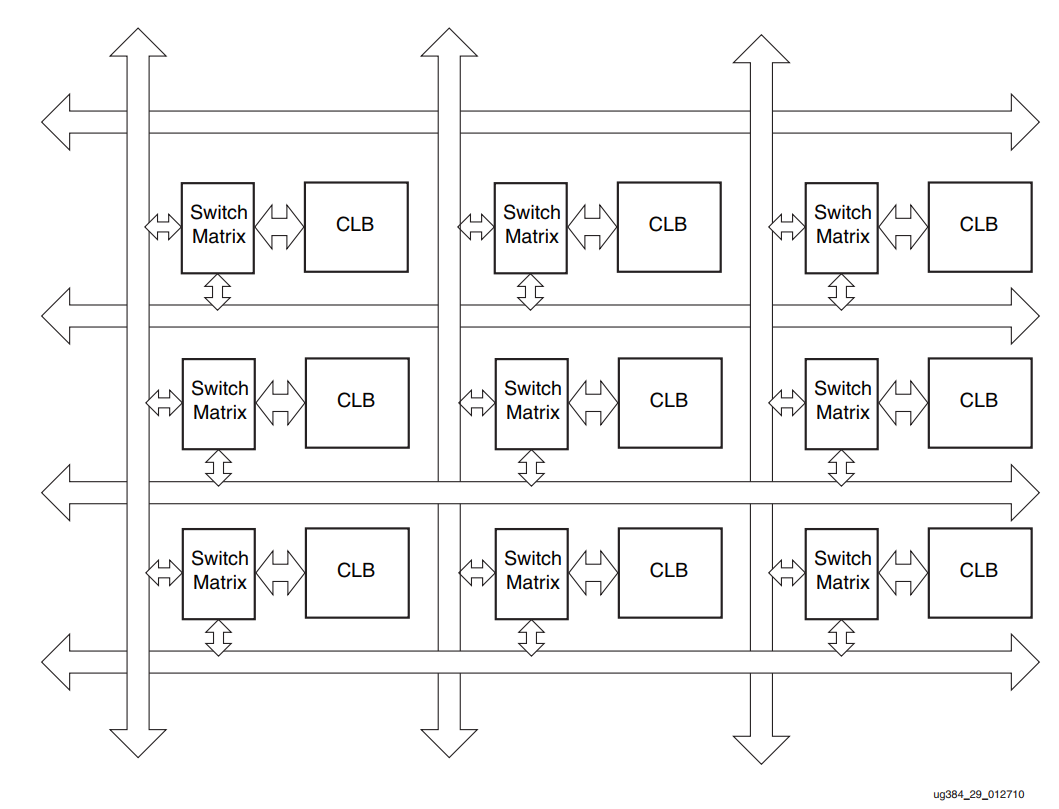 Switch
Matrix
CLB
Switch
Matrix
CLB
Switch
Matrix
CLB
Switch
Matrix
CLB
Switch
Matrix
CLB
Switch
Matrix
CLB
Switch
Matrix
CLB
Switch
Matrix
CLB
Switch
Matrix
CLB
ug384_29_012710